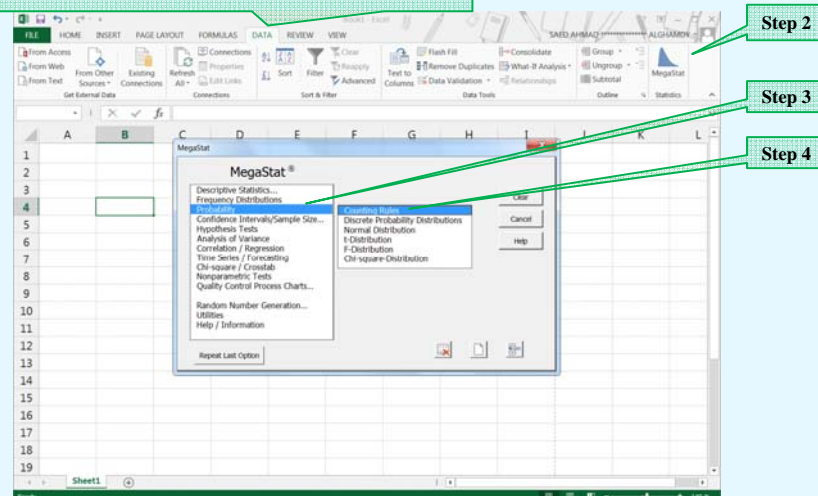 Step 2
Step 3
Step 4
FILE HOME INSERT PAGE LAYOUT FORMULAS DATA REVIEW VIEW SAEED AHMAD ALGHAMDI
From Access
From Web
From Text
From Other Sources
Existing Connections
Get External Data
Refresh All
Connections
Properties
Edit Links
Connections
Sort
Filter
Clear
Reapply
Advanced
Sort & Filter
Text to Columns
Flash Fill
Remove Duplicates
Data Validation
Consolidate
What-If Analysis
Relationships
Data Tools
Group
Ungroup
Subtotal
Outline
MegaStat
Statistics
fx
A B C D E F G H I J K L
1
2
3
4
5
6
7
8
9
10
11
12
13
14
15
16
17
18
19
MegaStat
MegaStat ®
Descriptive Statistics...
Frequency Distributions
Probability
Confidence Intervals/Sample Size...
Hypothesis Tests
Analysis of Variance
Correlation / Regression
Time Series / Forecasting
Chi-square / Crosstab
Nonparametric Tests
Quality Control Process Charts...
Random Number Generation...
Utilities
Help / Information
Counting Rules
Discrete Probability Distributions
Normal Distribution
t-Distribution
F-Distribution
Chi-square-Distribution
Clear
Cancel
Help
Repeat Last Option
Sheet1